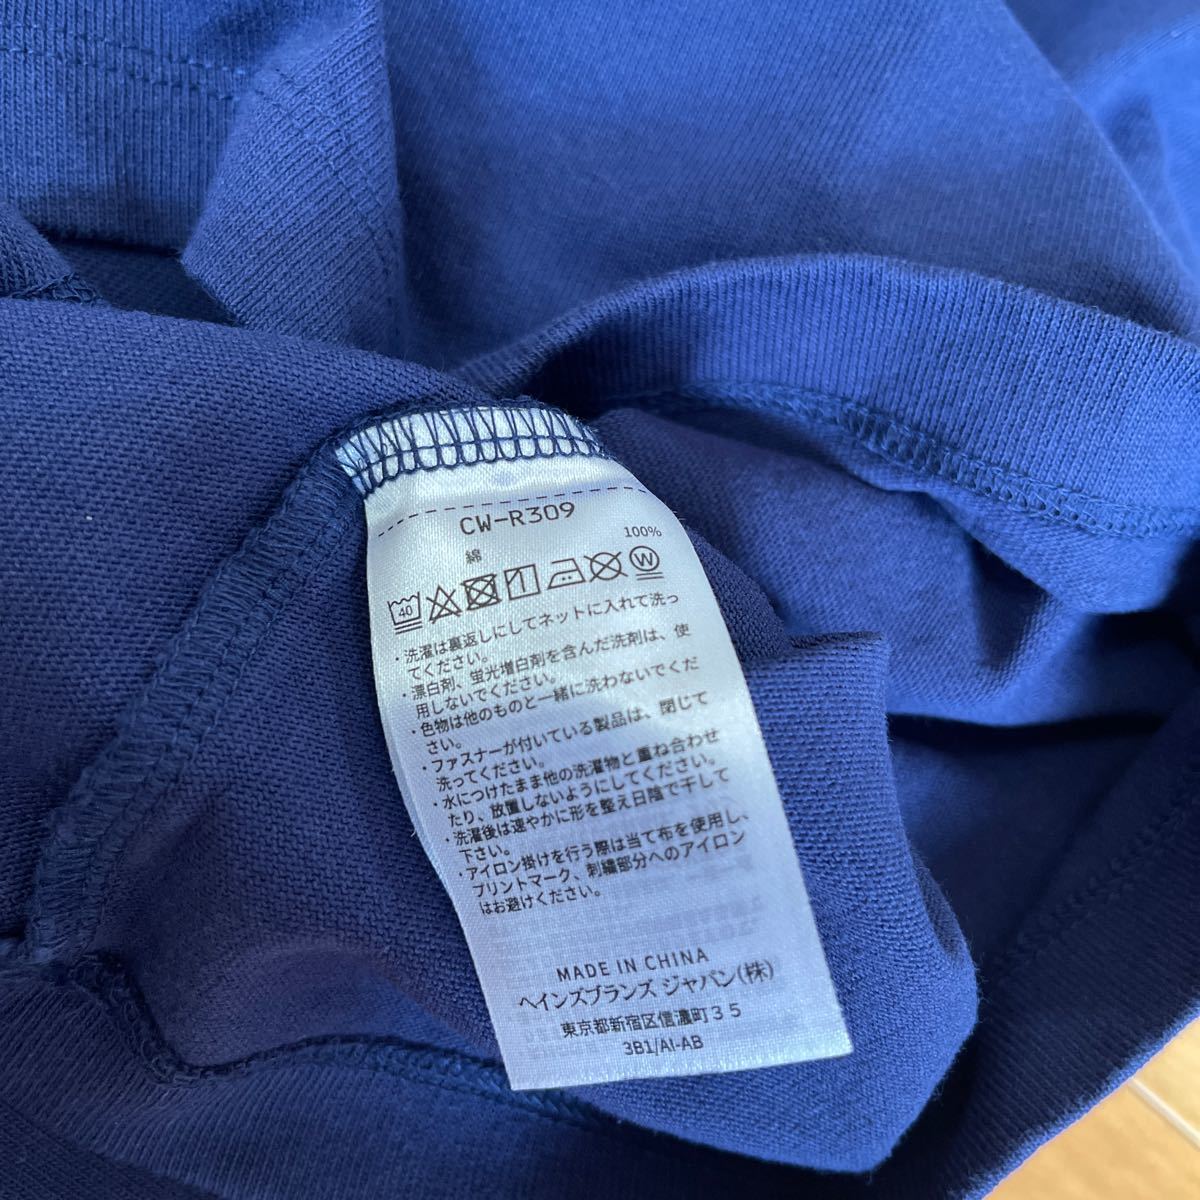 CW-R309
綿 100%
40 W
・洗濯は裏返しにしてネットに入れて洗っ
てください。
・漂白剤、蛍光増白剤を含んだ洗剤は、使
用しないでください。
・色物は他のものと一緒に洗わないでくだ
さい。
・ファスナーが付いている製品は、閉じて
洗ってください。
・水につけたまま他の洗濯物と重ね合わせ
たり、放置しないようにしてください。
・洗濯後は速やかに形を整え日陰で干して
下さい。
・アイロン掛けを行う際は当て布を使用し、
プリントマーク、刺繍部分へのアイロン
はお避けください。
MADE IN CHINA
ヘインズブランズ ジャパン(株)
東京都新宿区信濃町35
3B1/AI-AB